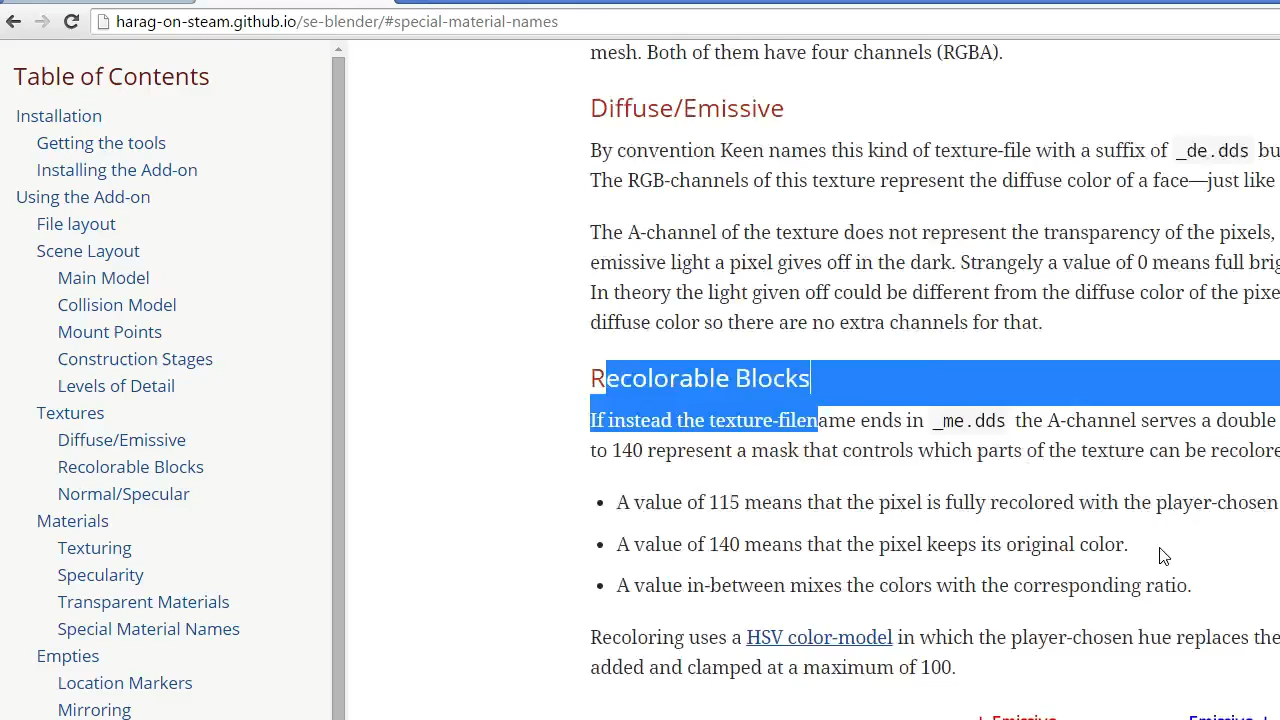 harag-on-steam.github.io/se-blender/#special-material-names
Table of Contents
Installation
Getting the tools
Installing the Add-on
Using the Add-on
File layout
Scene Layout
Main Model
Collision Model
Mount Points
Construction Stages
Levels of Detail
Textures
Diffuse/Emissive
Recolorable Blocks
Normal/Specular
Materials
Texturing
Specularity
Transparent Materials
Special Material Names
Empties
Location Markers
Mirroring
mesh. Both of them have four channels (RGBA).
Diffuse/Emissive
By convention Keen names this kind of texture-file with a suffix of _de.dds bu
The RGB-channels of this texture represent the diffuse color of a face—just like
The A-channel of the texture does not represent the transparency of the pixels,
emissive light a pixel gives off in the dark. Strangely a value of 0 means full brig
In theory the light given off could be different from the diffuse color of the pixe
diffuse color so there are no extra channels for that.
Recolorable Blocks
If instead the texture-filename ends in _me.dds the A-channel serves a double
to 140 represent a mask that controls which parts of the texture can be recolore
• A value of 115 means that the pixel is fully recolored with the player-chosen
• A value of 140 means that the pixel keeps its original color.
• A value in-between mixes the colors with the corresponding ratio.
Recoloring uses a HSV color-model in which the player-chosen hue replaces the
added and clamped at a maximum of 100.
Emissive Emissive